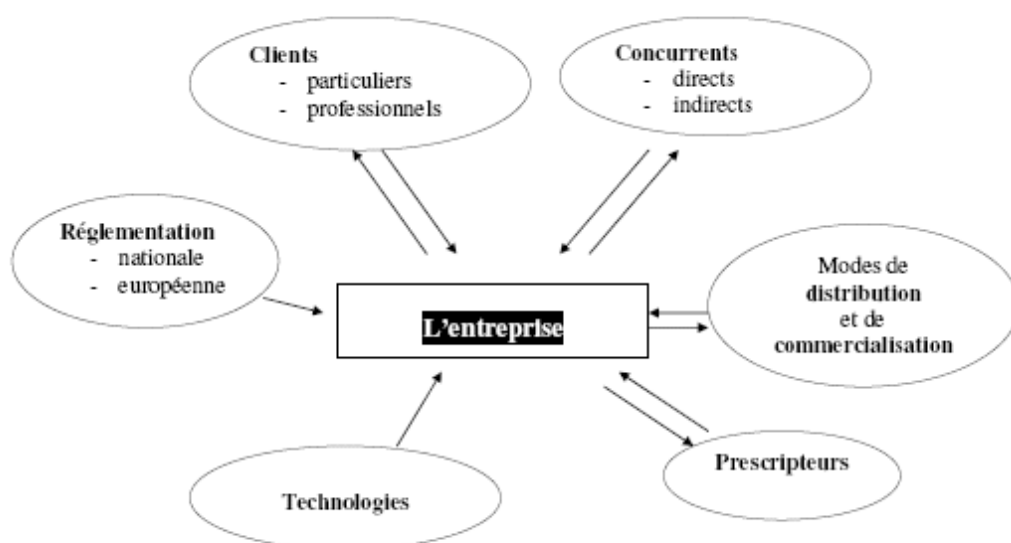 Clients
- particuliers
- professionnels
Concurrents
- directs
- indirects
Réglementation
- nationale
- européenne
L'entreprise
Modes de
distribution
et de
commercialisation
Technologies
Prescripteurs